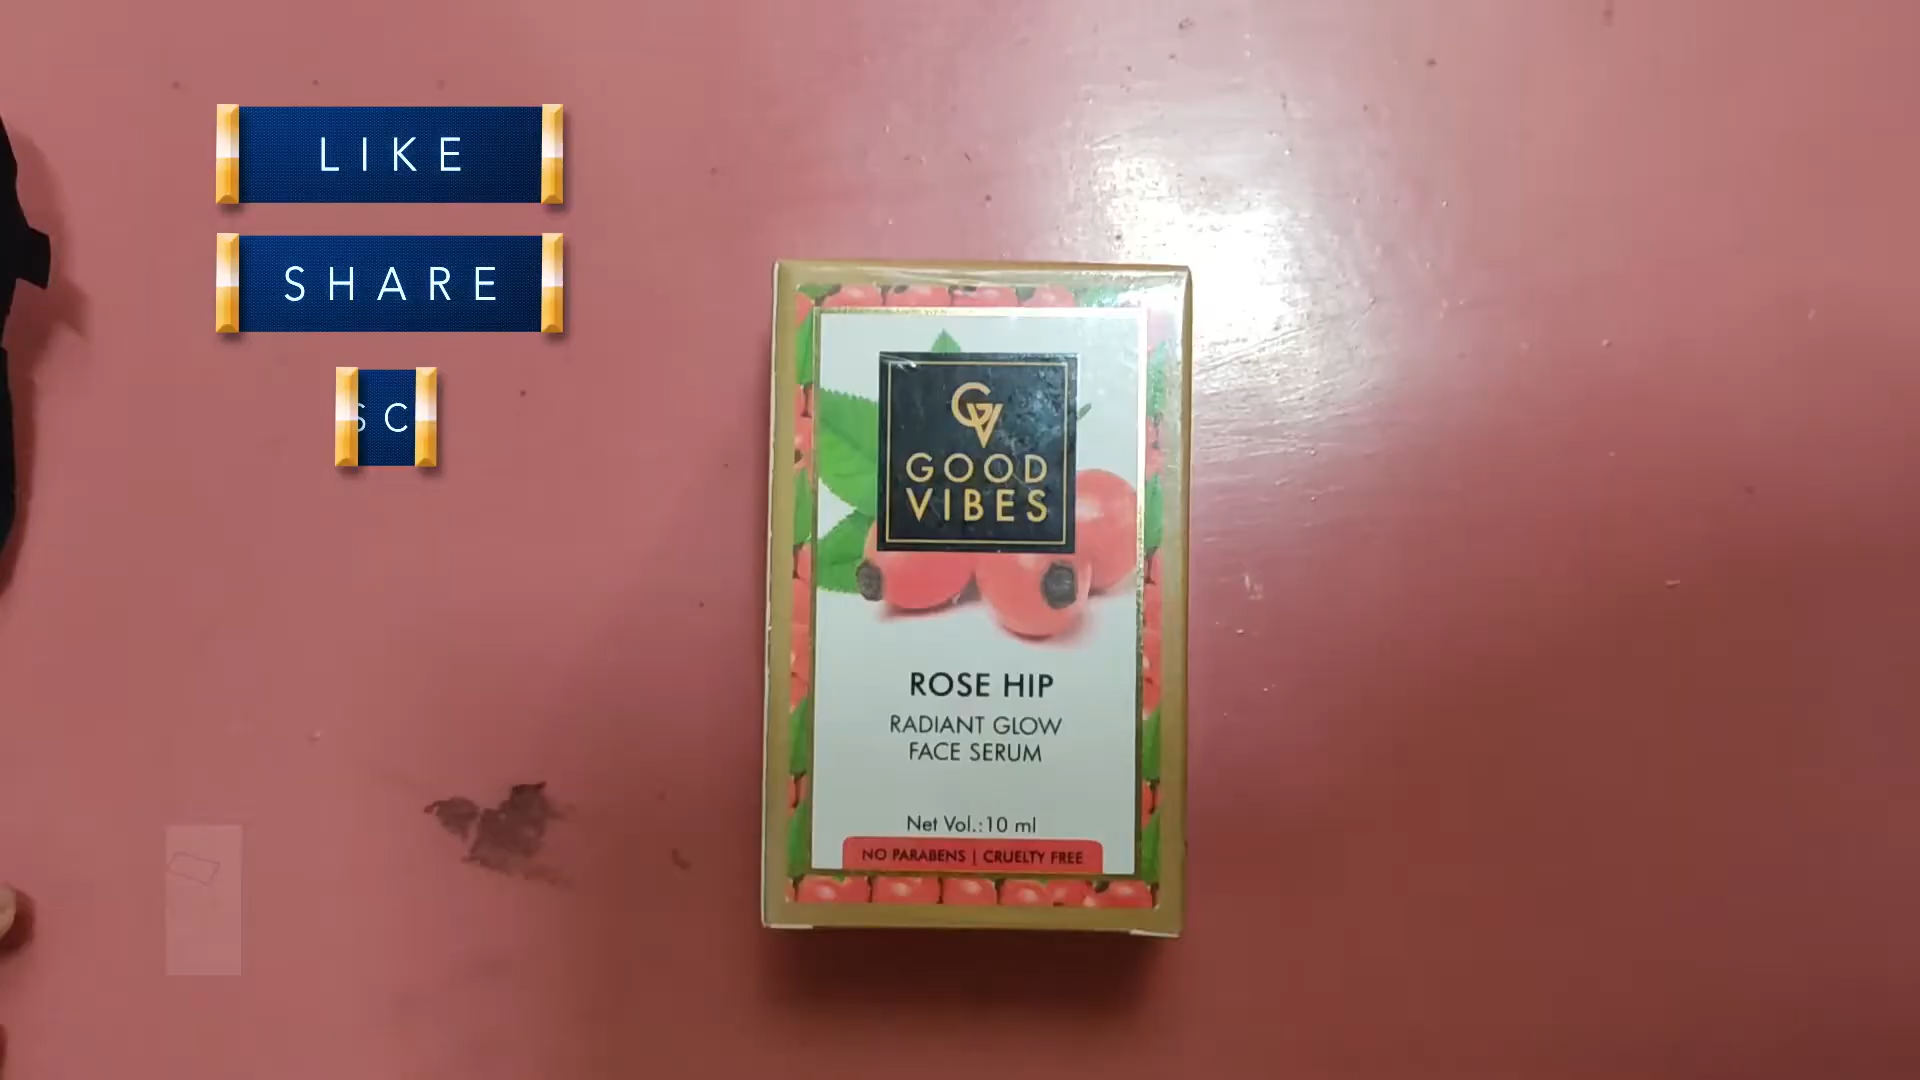 LIKE
SHARE
SC
GV
GOOD
VIBES
ROSE HIP
RADIANT GLOW
FACE SERUM
Net Vol.:10 ml
NO PARABENS | CRUELTY FREE